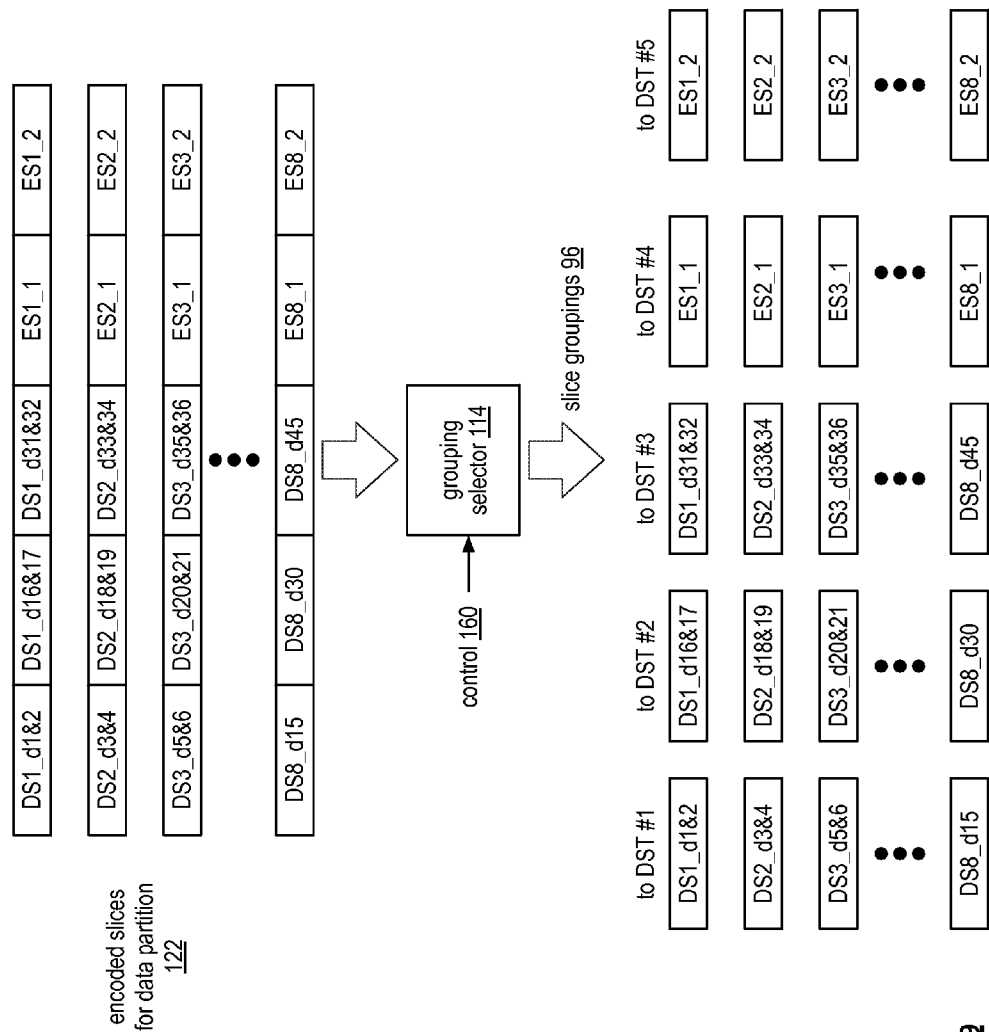 encoded slices
for data partition
122
DS1_d1&2 DS1_d16&17 DS1_d31&32 ES1_1 ES1_2
DS2_d3&4 DS2_d18&19 DS2_d33&34 ES2_1 ES2_2
DS3_d5&6 DS3_d20&21 DS3_d35&36 ES3_1 ES3_2
DS8_d15 DS8_d30 DS8_d45 ES8_1 ES8_2
control 160
grouping
selector 114
slice groupings 96
to DST #1 to DST #2 to DST #3 to DST #4 to DST #5
DS1_d1&2 DS1_d16&17 DS1_d31&32 ES1_1 ES1_2
DS2_d3&4 DS2_d18&19 DS2_d33&34 ES2_1 ES2_2
DS3_d5&6 DS3_d20&21 DS3_d35&36 ES3_1 ES3_2
DS8_d15 DS8_d30 DS8_d45 ES8_1 ES8_2